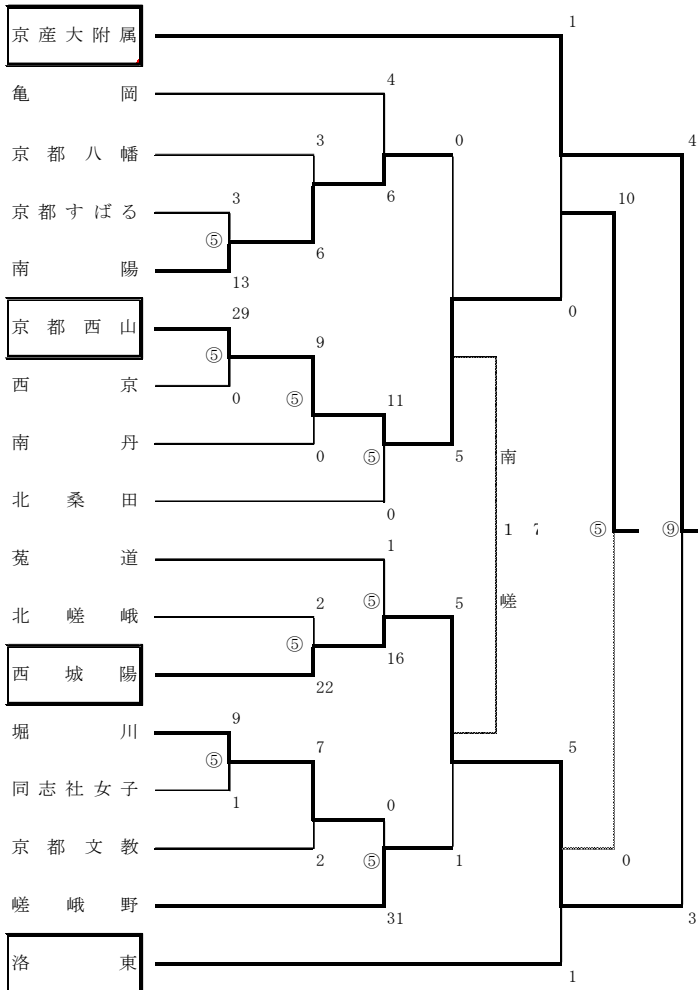 京産大附属
1
亀岡
4
京都八幡
3
0
4
京都すばる
3
6
10
⑤
6
南陽
13
京都西山
29
0
⑤
9
西京
0
⑤
11
南丹
0
⑤
5
南
北桑田
0
1
⑤
⑨
菟道
1
北嵯峨
2
⑤
5
嵯
⑤
西城陽
22
16
堀川
9
⑤
7
5
同志社女子
1
0
京都文教
2
⑤
1
0
嵯峨野
31
3
洛東
1